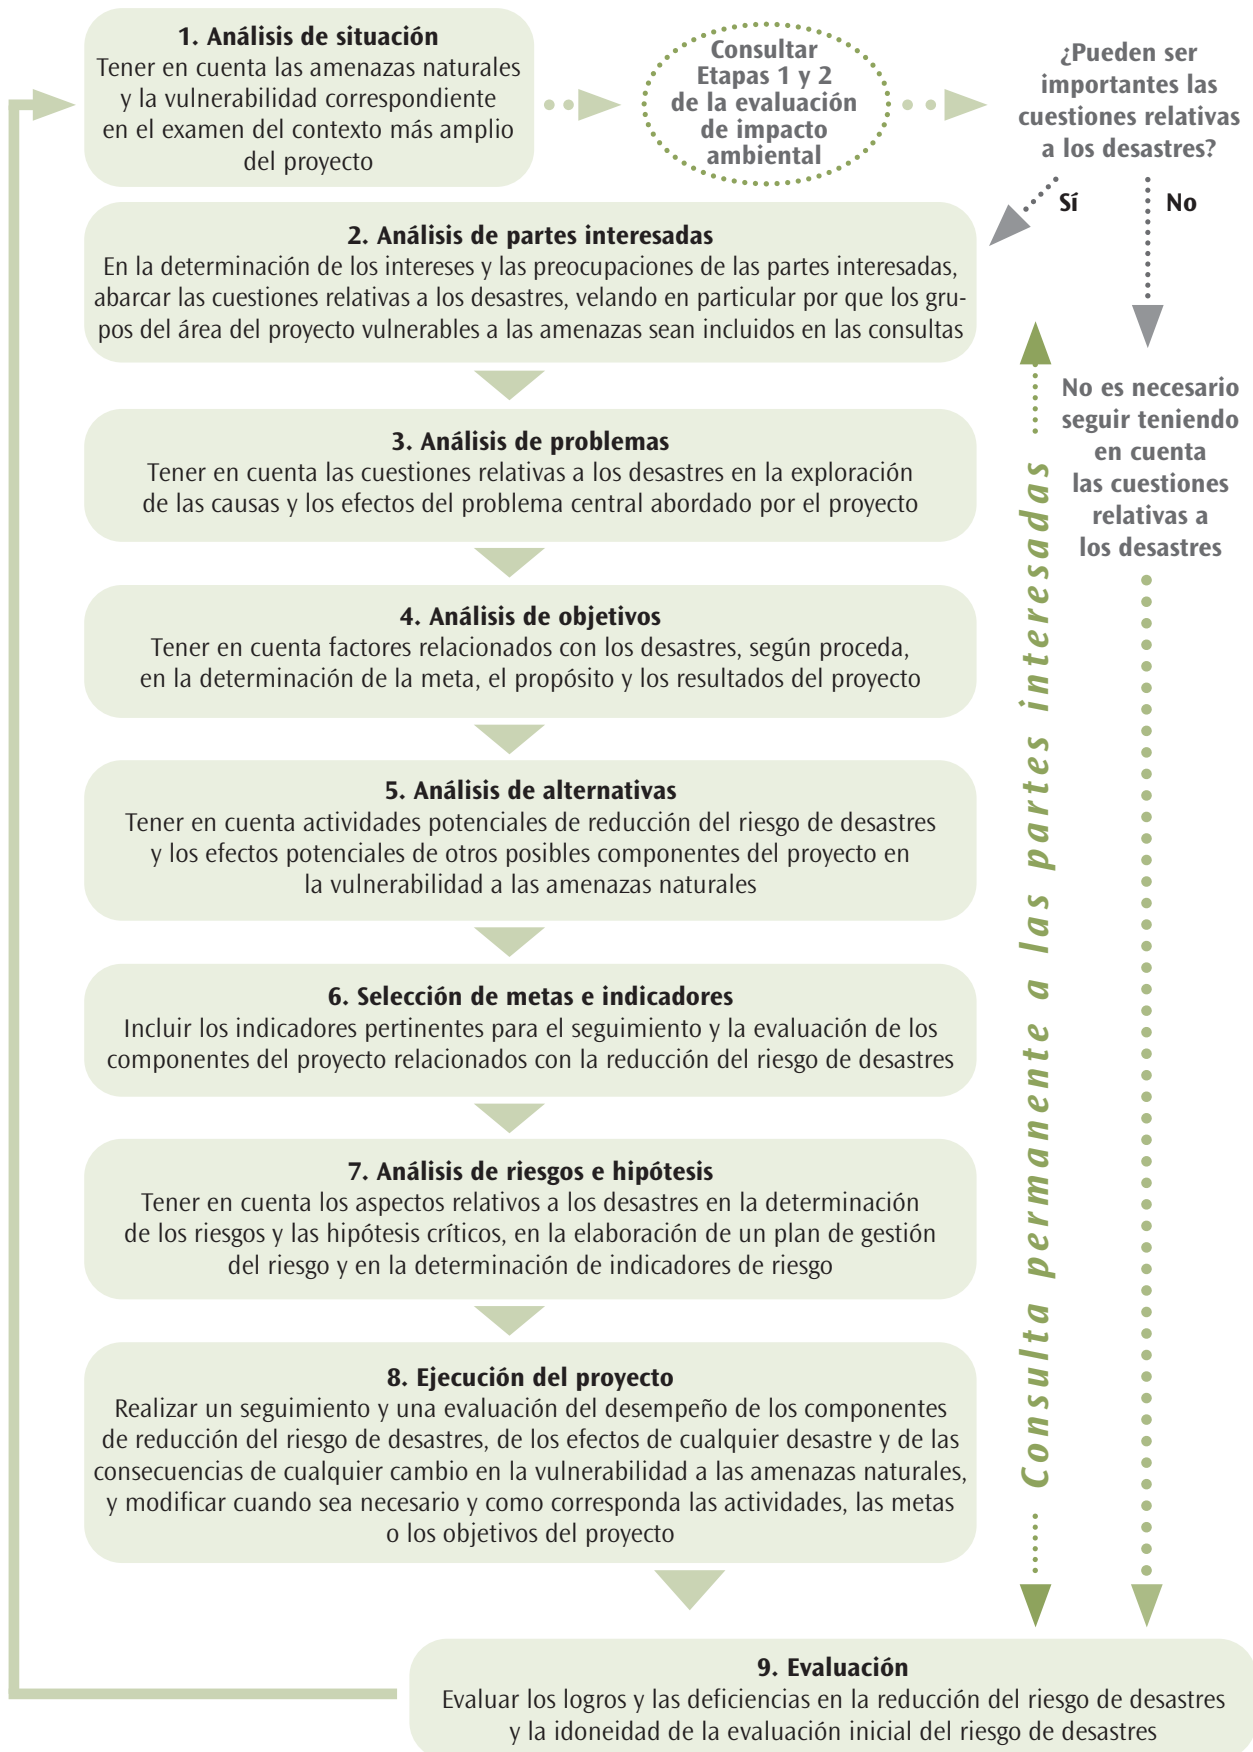 1. Análisis de situación
Tener en cuenta las amenazas naturales
y la vulnerabilidad correspondiente
en el examen del contexto más amplio
del proyecto
Consultar
Etapas 1 y 2
de la evaluación
de impacto
ambiental
¿Pueden ser
importantes las
cuestiones relativas
a los desastres?
Sí
No
2. Análisis de partes interesadas
En la determinación de los intereses y las preocupaciones de las partes interesadas,
abarcar las cuestiones relativas a los desastres, velando en particular por que los gru-
pos del área del proyecto vulnerables a las amenazas sean incluidos en las consultas
No es necesario
seguir teniendo
en cuenta
las cuestiones
relativas a
los desastres
3. Análisis de problemas
Tener en cuenta las cuestiones relativas a los desastres en la exploración
de las causas y los efectos del problema central abordado por el proyecto
4. Análisis de objetivos
Tener en cuenta factores relacionados con los desastres, según proceda,
en la determinación de la meta, el propósito y los resultados del proyecto
5. Análisis de alternativas
Tener en cuenta actividades potenciales de reducción del riesgo de desastres
y los efectos potenciales de otros posibles componentes del proyecto en
la vulnerabilidad a las amenazas naturales
6. Selección de metas e indicadores
Incluir los indicadores pertinentes para el seguimiento y la evaluación de los
componentes del proyecto relacionados con la reducción del riesgo de desastres
7. Análisis de riesgos e hipótesis
Tener en cuenta los aspectos relativos a los desastres en la determinación
de los riesgos y las hipótesis críticos, en la elaboración de un plan de gestión
del riesgo y en la determinación de indicadores de riesgo
8. Ejecución del proyecto
Realizar un seguimiento y una evaluación del desempeño de los componentes
de reducción del riesgo de desastres, de los efectos de cualquier desastre y de las
consecuencias de cualquier cambio en la vulnerabilidad a las amenazas naturales,
y modificar cuando sea necesario y como corresponda las actividades, las metas
o los objetivos del proyecto
Consulta permanente a las partes interesadas
9. Evaluación
Evaluar los logros y las deficiencias en la reducción del riesgo de desastres
y la idoneidad de la evaluación inicial del riesgo de desastres